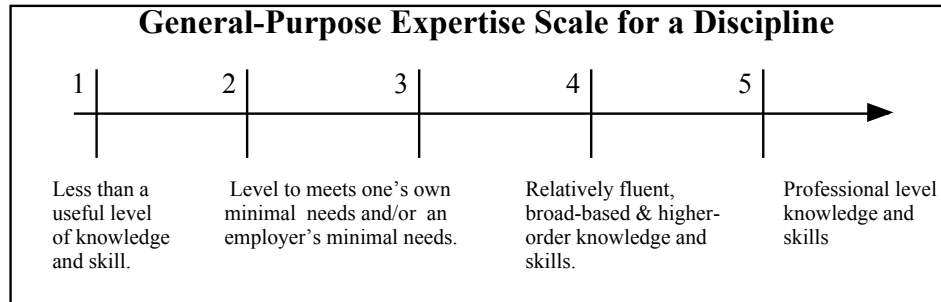 General-Purpose Expertise Scale for a Discipline
1 2 3 4 5
Less than a
useful level
of knowledge
and skill.
Level to meets one’s own
minimal needs and/or an
employer’s minimal needs.
Relatively fluent,
broad-based & higher-
order knowledge and
skills.
Professional level
knowledge and
skills